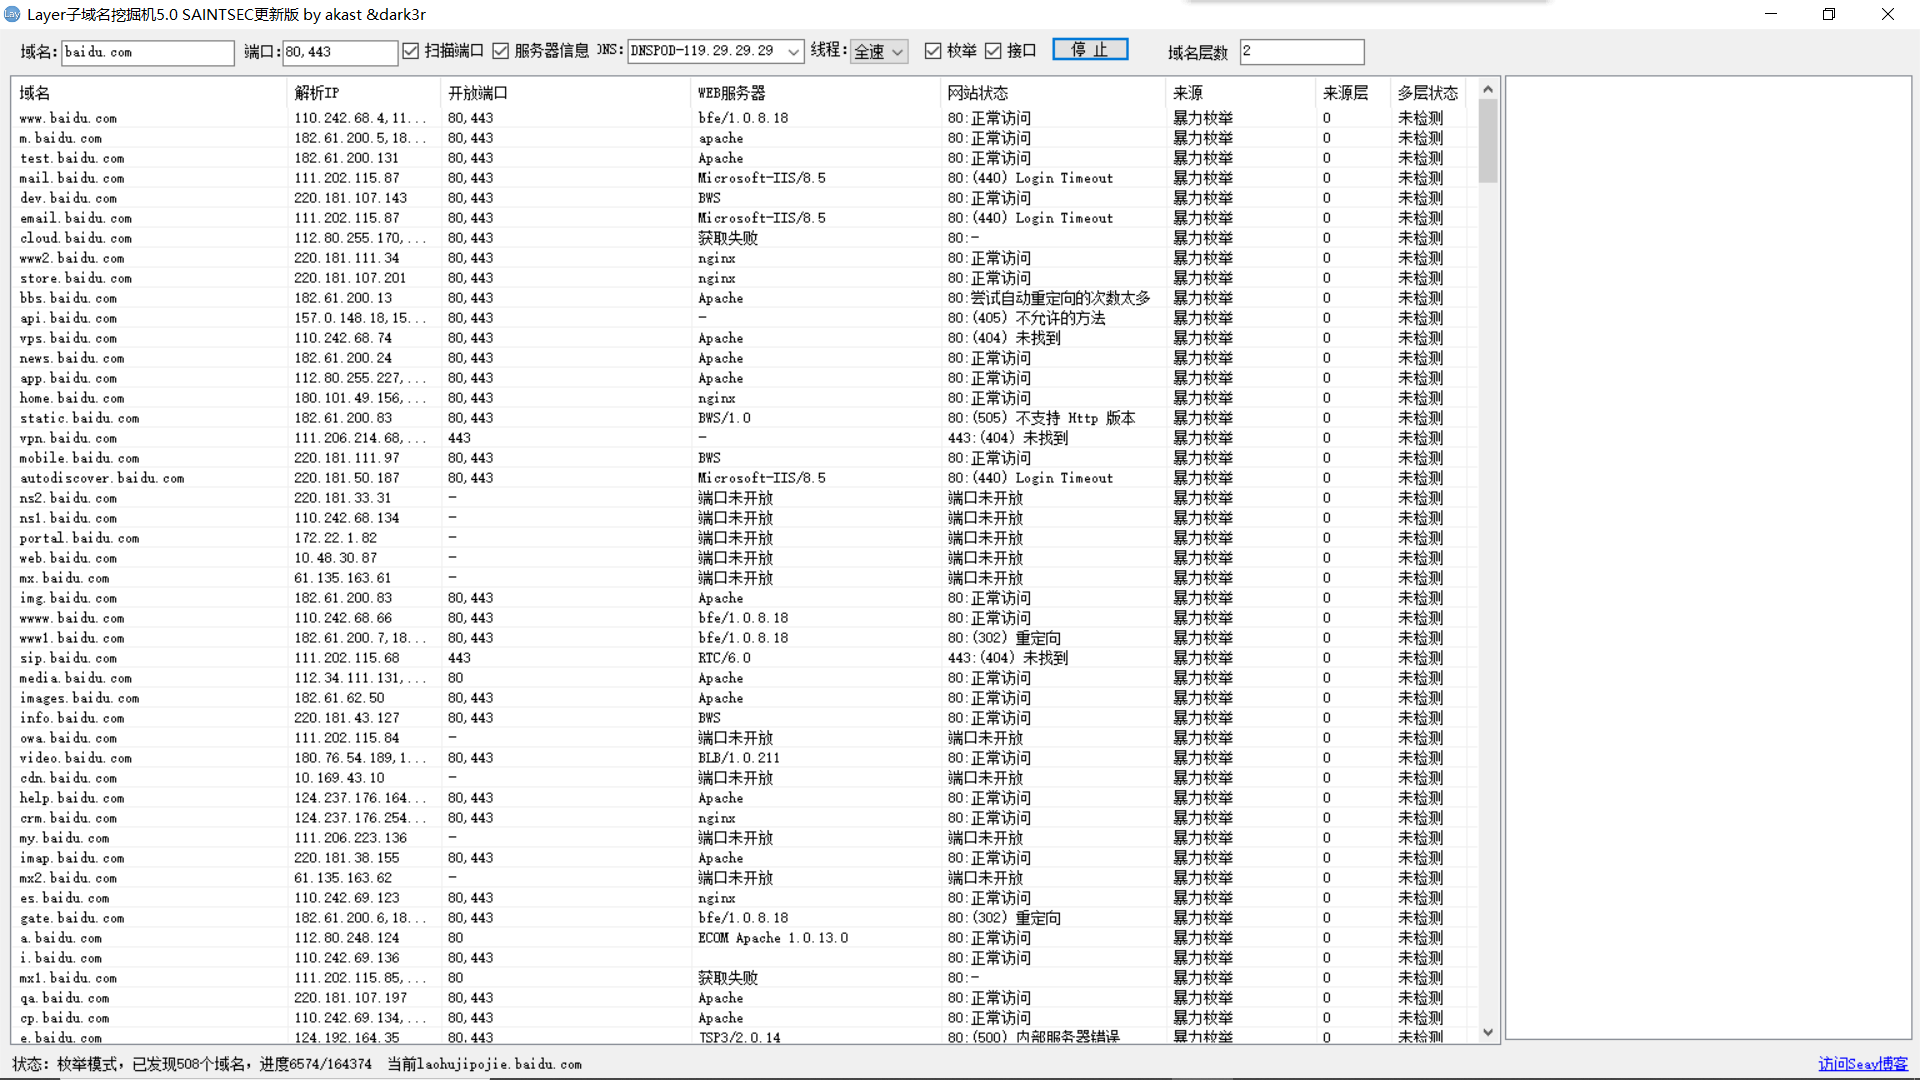 Layer子域名挖掘机5.0 SAINTSEC更新版 by akast &dark3r
域名: baidu.com 端口: 80,443 扫描端口 服务器信息 DNS: DNSPOD-119.29.29.29 线程: 全速 枚举 接口 停 止 域名层数 2
域名 解析IP 开放端口 WEB服务器 网站状态 来源 来源层 多层状态
www.baidu.com 110.242.68.4,11... 80,443 bfe/1.0.8.18 80:正常访问 暴力枚举 0 未检测
m.baidu.com 182.61.200.5,18... 80,443 apache 80:正常访问 暴力枚举 0 未检测
test.baidu.com 182.61.200.131 80,443 Apache 80:正常访问 暴力枚举 0 未检测
mail.baidu.com 111.202.115.87 80,443 Microsoft-IIS/8.5 80:(440) Login Timeout 暴力枚举 0 未检测
dev.baidu.com 220.181.107.143 80,443 BWS 80:正常访问 暴力枚举 0 未检测
email.baidu.com 111.202.115.87 80,443 Microsoft-IIS/8.5 80:(440) Login Timeout 暴力枚举 0 未检测
cloud.baidu.com 112.80.255.170,... 80,443 获取失败 80:- 暴力枚举 0 未检测
www2.baidu.com 220.181.111.34 80,443 nginx 80:正常访问 暴力枚举 0 未检测
store.baidu.com 220.181.107.201 80,443 nginx 80:正常访问 暴力枚举 0 未检测
bbs.baidu.com 182.61.200.13 80,443 Apache 80:尝试自动重定向的次数太多 暴力枚举 0 未检测
api.baidu.com 157.0.148.18,15... 80,443 - 80:(405) 不允许的方法 暴力枚举 0 未检测
vps.baidu.com 110.242.68.74 80,443 Apache 80:(404) 未找到 暴力枚举 0 未检测
news.baidu.com 182.61.200.24 80,443 Apache 80:正常访问 暴力枚举 0 未检测
app.baidu.com 112.80.255.227,... 80,443 Apache 80:正常访问 暴力枚举 0 未检测
home.baidu.com 180.101.49.156,... 80,443 nginx 80:正常访问 暴力枚举 0 未检测
static.baidu.com 182.61.200.83 80,443 BWS/1.0 80:(505) 不支持 Http 版本 暴力枚举 0 未检测
vpn.baidu.com 111.206.214.68,... 443 - 443:(404) 未找到 暴力枚举 0 未检测
mobile.baidu.com 220.181.111.97 80,443 BWS 80:正常访问 暴力枚举 0 未检测
autodiscover.baidu.com 220.181.50.187 80,443 Microsoft-IIS/8.5 80:(440) Login Timeout 暴力枚举 0 未检测
ns2.baidu.com 220.181.33.31 - 端口未开放 端口未开放 暴力枚举 0 未检测
ns1.baidu.com 110.242.68.134 - 端口未开放 端口未开放 暴力枚举 0 未检测
portal.baidu.com 172.22.1.82 - 端口未开放 端口未开放 暴力枚举 0 未检测
web.baidu.com 10.48.30.87 - 端口未开放 端口未开放 暴力枚举 0 未检测
mx.baidu.com 61.135.163.61 - 端口未开放 端口未开放 暴力枚举 0 未检测
img.baidu.com 182.61.200.83 80,443 Apache 80:正常访问 暴力枚举 0 未检测
wwww.baidu.com 110.242.68.66 80,443 bfe/1.0.8.18 80:正常访问 暴力枚举 0 未检测
www1.baidu.com 182.61.200.7,18... 80,443 bfe/1.0.8.18 80:(302) 重定向 暴力枚举 0 未检测
sip.baidu.com 111.202.115.68 443 RTC/6.0 443:(404) 未找到 暴力枚举 0 未检测
media.baidu.com 112.34.111.131,... 80 Apache 80:正常访问 暴力枚举 0 未检测
images.baidu.com 182.61.62.50 80,443 Apache 80:正常访问 暴力枚举 0 未检测
info.baidu.com 220.181.43.127 80,443 BWS 80:正常访问 暴力枚举 0 未检测
owa.baidu.com 111.202.115.84 - 端口未开放 端口未开放 暴力枚举 0 未检测
video.baidu.com 180.76.54.189,1... 80,443 BLB/1.0.211 80:正常访问 暴力枚举 0 未检测
cdn.baidu.com 10.169.43.10 - 端口未开放 端口未开放 暴力枚举 0 未检测
help.baidu.com 124.237.176.164... 80,443 Apache 80:正常访问 暴力枚举 0 未检测
crm.baidu.com 124.237.176.254... 80,443 nginx 80:正常访问 暴力枚举 0 未检测
my.baidu.com 111.206.223.136 - 端口未开放 端口未开放 暴力枚举 0 未检测
imap.baidu.com 220.181.38.155 80,443 Apache 80:正常访问 暴力枚举 0 未检测
mx2.baidu.com 61.135.163.62 - 端口未开放 端口未开放 暴力枚举 0 未检测
es.baidu.com 110.242.69.123 80,443 nginx 80:正常访问 暴力枚举 0 未检测
gate.baidu.com 182.61.200.6,18... 80,443 bfe/1.0.8.18 80:(302) 重定向 暴力枚举 0 未检测
a.baidu.com 112.80.248.124 80 ECOM Apache 1.0.13.0 80:正常访问 暴力枚举 0 未检测
i.baidu.com 110.242.69.136 80,443 80:正常访问 暴力枚举 0 未检测
mx1.baidu.com 111.202.115.85,... 80 获取失败 80:- 暴力枚举 0 未检测
qa.baidu.com 220.181.107.197 80,443 Apache 80:正常访问 暴力枚举 0 未检测
cp.baidu.com 110.242.69.134,... 80,443 Apache 80:正常访问 暴力枚举 0 未检测
e.baidu.com 124.192.164.35 80,443 TSP3/2.0.14 80:(500) 内部服务器错误 暴力枚举 0 未检测
状态: 枚举模式，已发现508个域名，进度6574/164374 当前laohujipojie.baidu.com 访问Seay博客